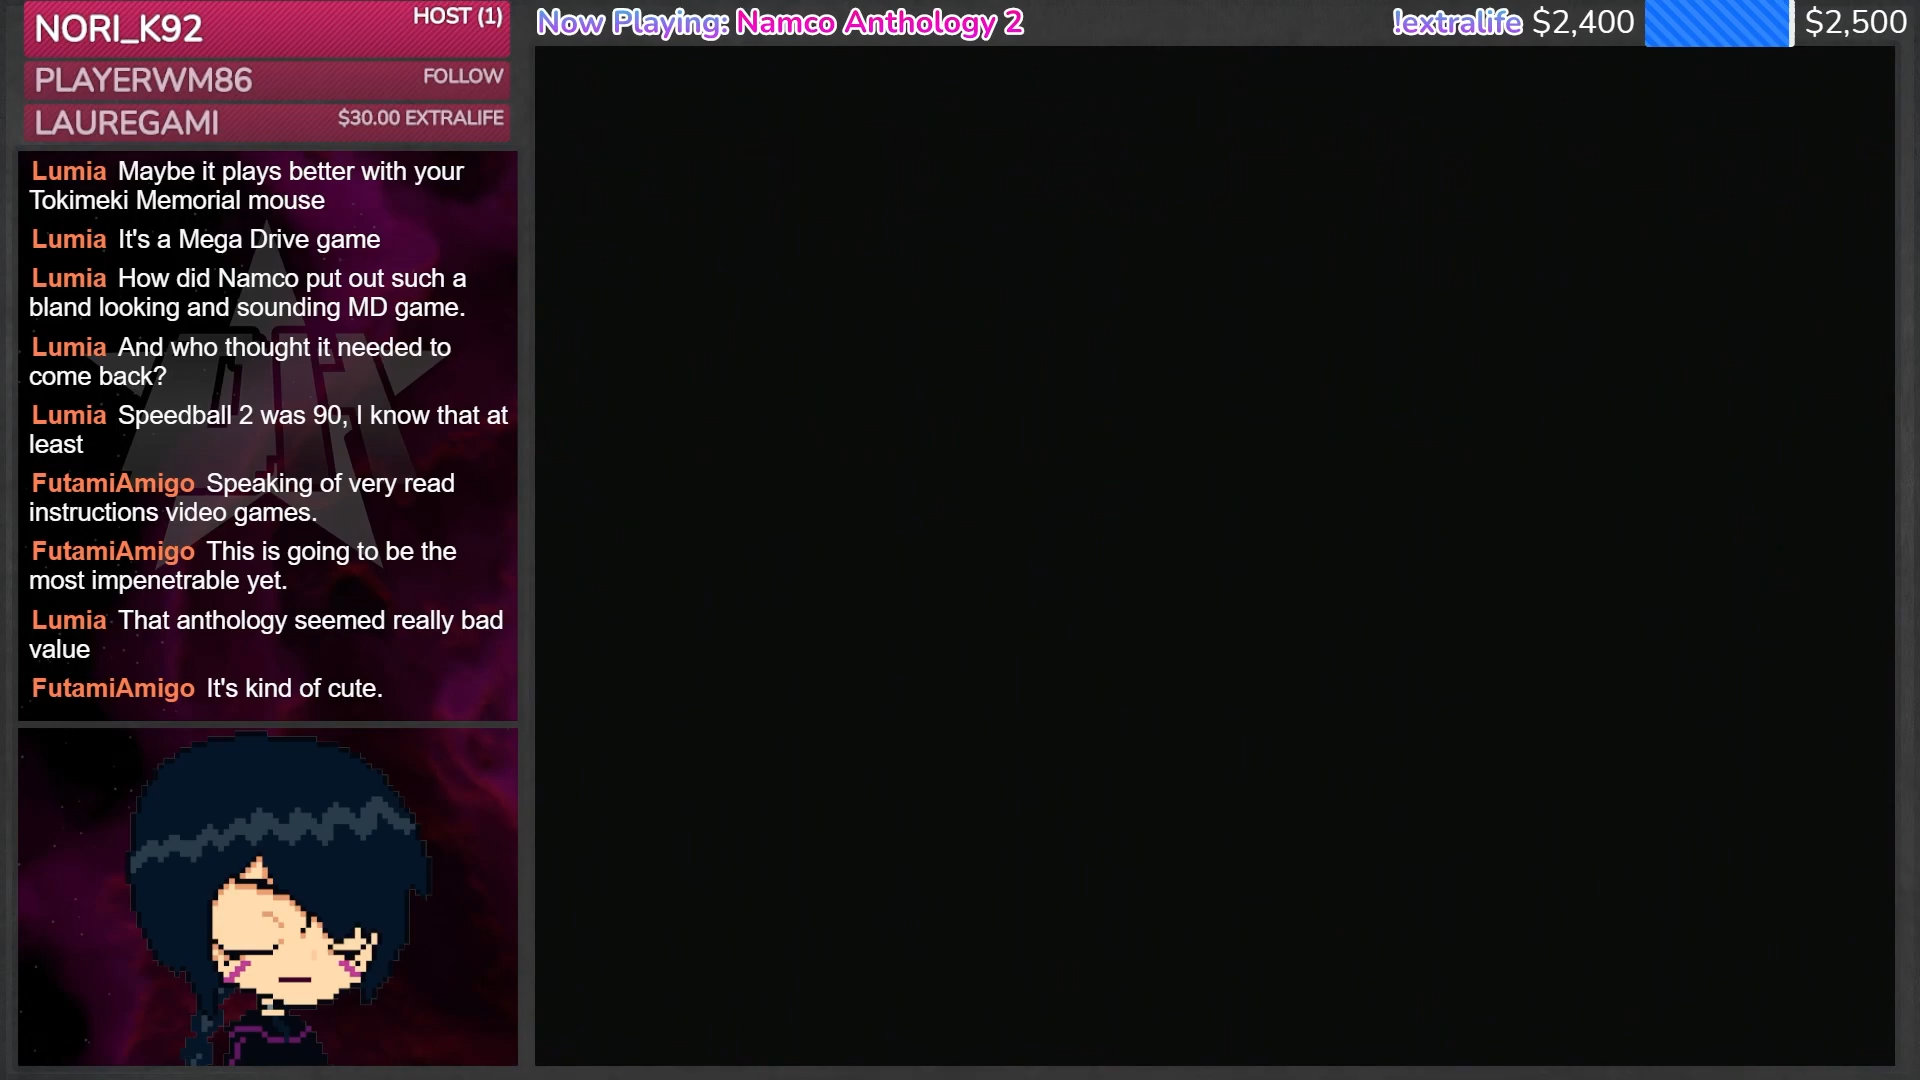 NORI_K92 HOST (1)
PLAYERWM86 FOLLOW
LAUREGAMI $30.00 EXTRALIFE
Now Playing: Namco Anthology 2
!extralife $2,400 $2,500
Lumia Maybe it plays better with your
Tokimeki Memorial mouse
Lumia It's a Mega Drive game
Lumia How did Namco put out such a
bland looking and sounding MD game.
Lumia And who thought it needed to
come back?
Lumia Speedball 2 was 90, I know that at
least
FutamiAmigo Speaking of very read
instructions video games.
FutamiAmigo This is going to be the
most impenetrable yet.
Lumia That anthology seemed really bad
value
FutamiAmigo It's kind of cute.